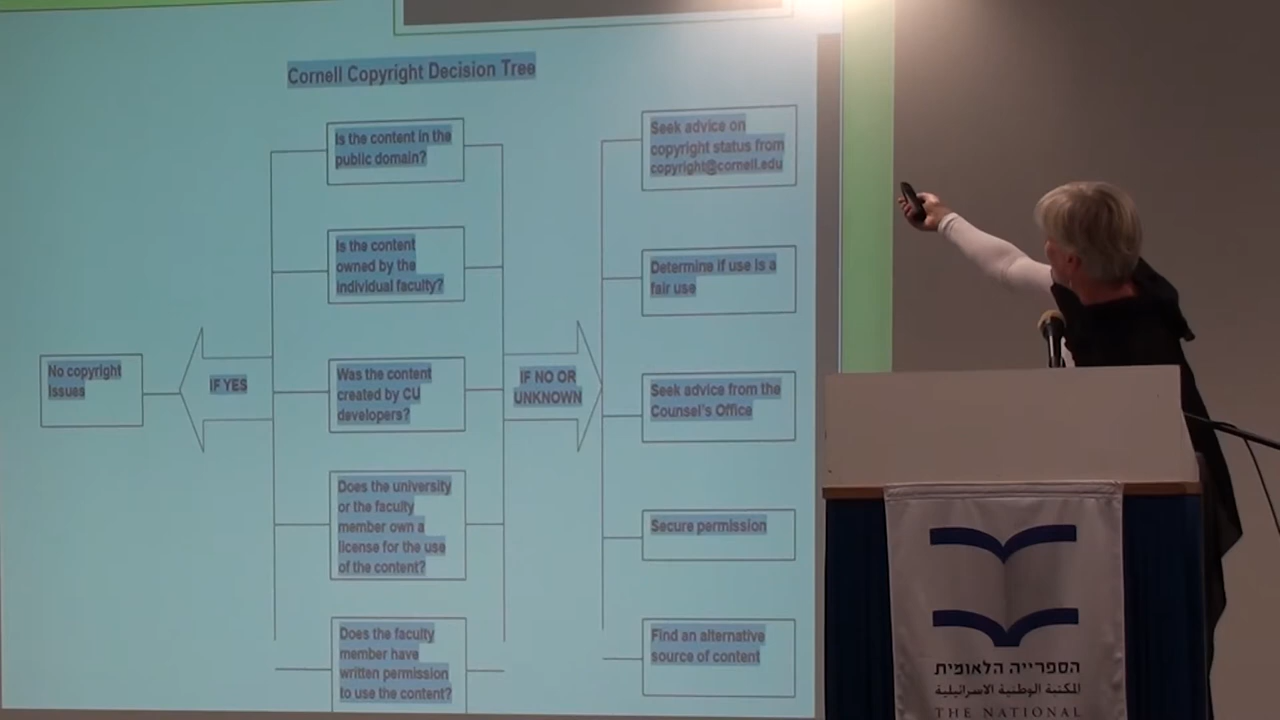 Cornell Copyright Decision Tree
Is the content in the
public domain?
Is the content
owned by the
individual faculty?
Was the content
created by CU
developers?
Does the university
or the faculty
member own a
license for the use
of the content?
Does the faculty
member have
written permission
to use the content?
No copyright
Issues
IF YES
IF NO OR
UNKNOWN
Seek advice on
copyright status from
copyright@cornell.edu
Determine if use is a
fair use
Seek advice from the
Counsel's Office
Secure permission
Find an alternative
source of content
הספרייה הלאומית
المكتبة الوطنية الاسرائيلية
THE NATIONAL